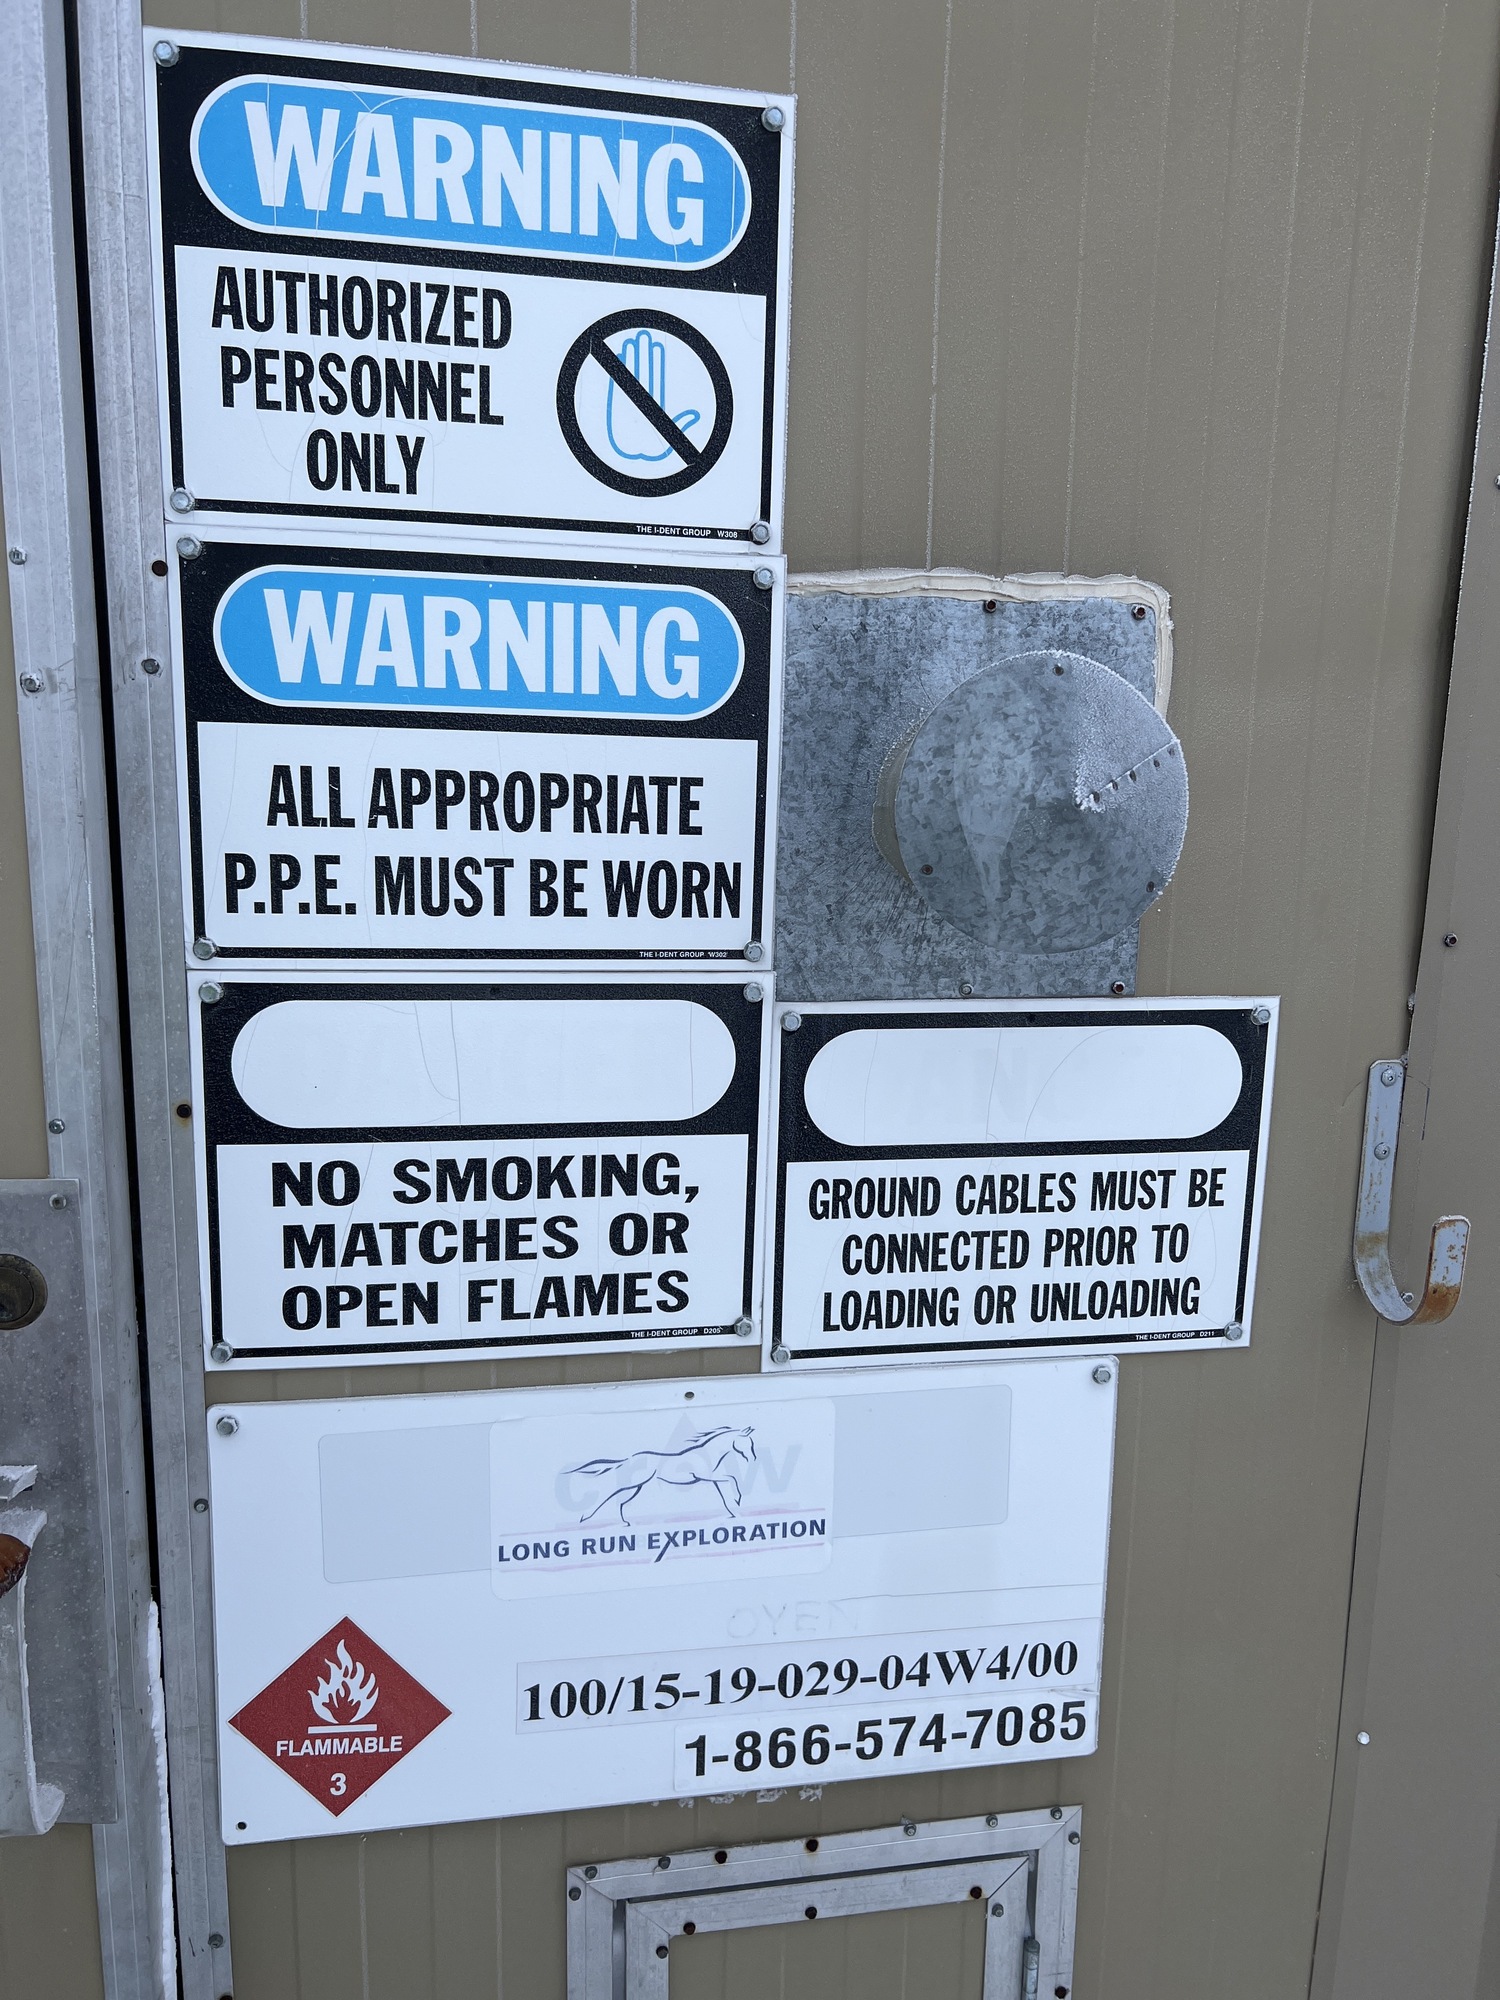 WARNING
AUTHORIZED
PERSONNEL
ONLY
THE I-DENT GROUP W308
WARNING
ALL APPROPRIATE
P.P.E. MUST BE WORN
THE I-DENT GROUP W302
NO SMOKING,
MATCHES OR
OPEN FLAMES
THE I-DENT GROUP D205
GROUND CABLES MUST BE
CONNECTED PRIOR TO
LOADING OR UNLOADING
THE I-DENT GROUP D211
LONG RUN EXPLORATION
100/15-19-029-04W4/00
1-866-574-7085
FLAMMABLE
3